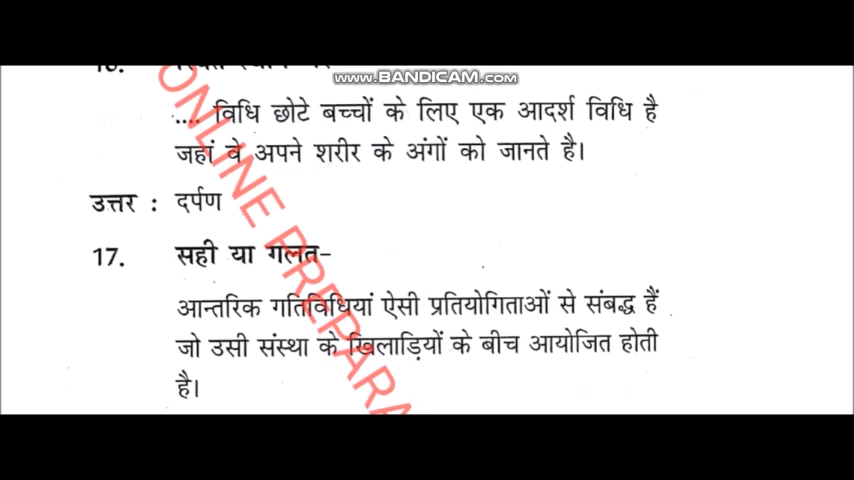 www.BANDICAM.com
.... विधि छोटे बच्चों के लिए एक आदर्श विधि है
जहां वे अपने शरीर के अंगों को जानते है।
उत्तर : दर्पण
17. सही या गलत–
आन्तरिक गतिविधियां ऐसी प्रतियोगिताओं से संबद्ध हैं
जो उसी संस्था के खिलाड़ियों के बीच आयोजित होती
है।
ONLINE PREPARA